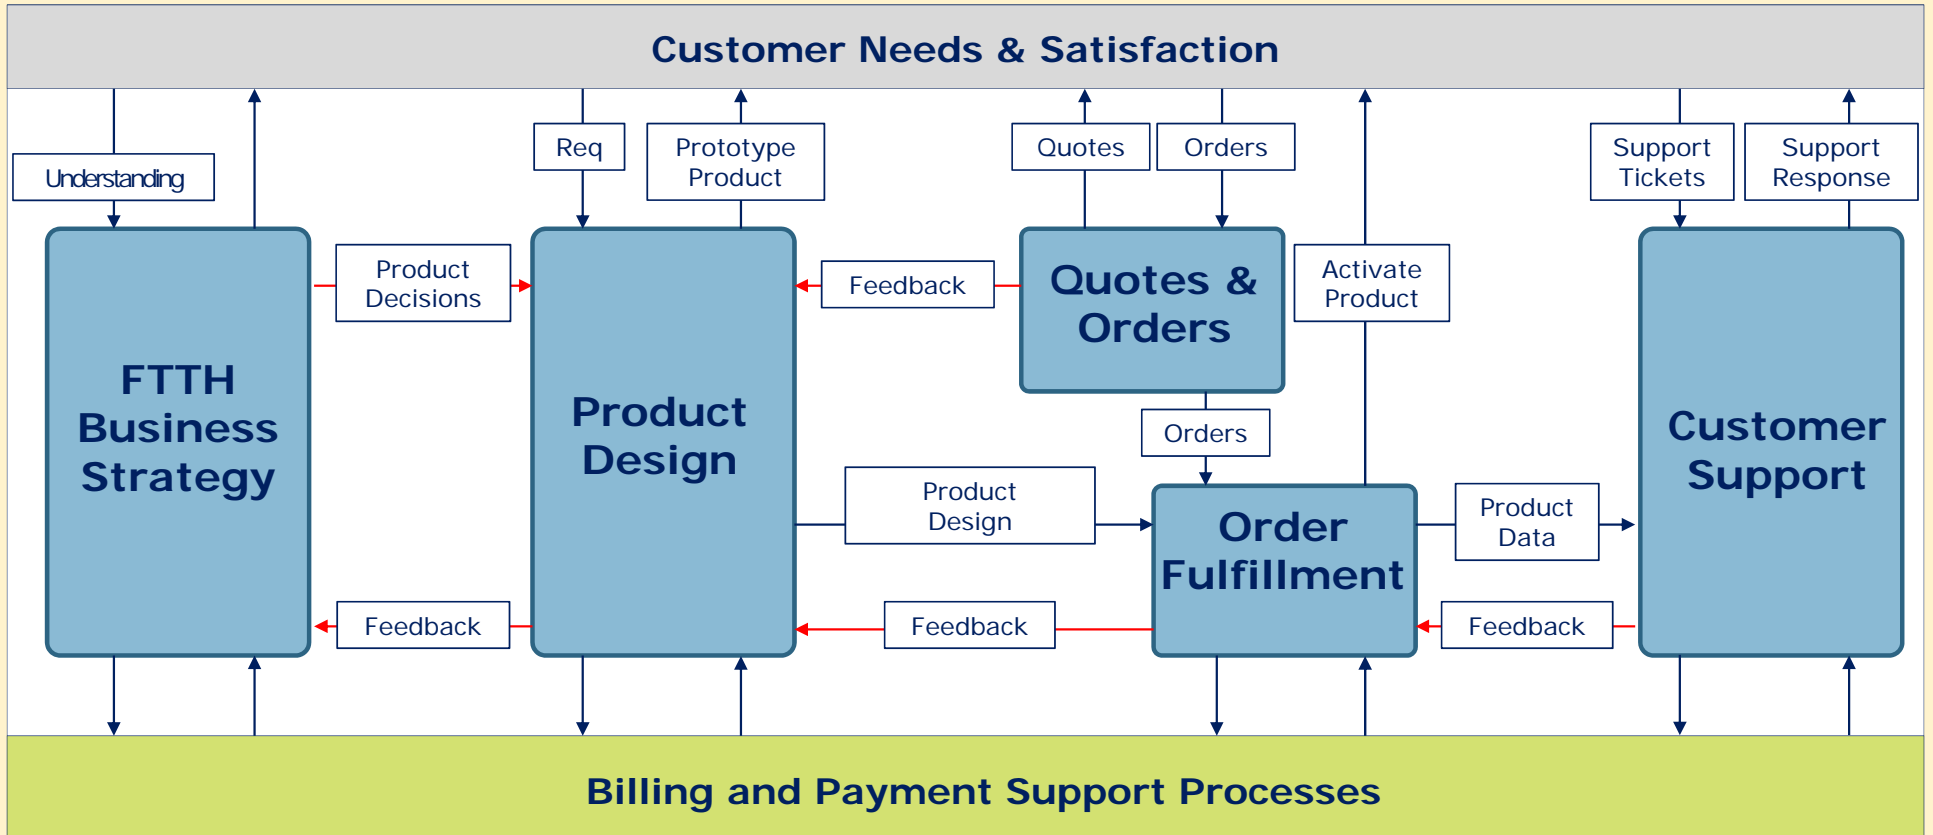 Customer Needs & Satisfaction
Understanding
Req
Prototype
Product
Quotes
Orders
Support
Tickets
Support
Response
Product
Decisions
Feedback
Quotes &
Orders
Activate
Product
FTTH
Business
Strategy
Product
Design
Orders
Customer
Support
Product
Design
Order
Fulfillment
Product
Data
Feedback
Feedback
Feedback
Billing and Payment Support Processes